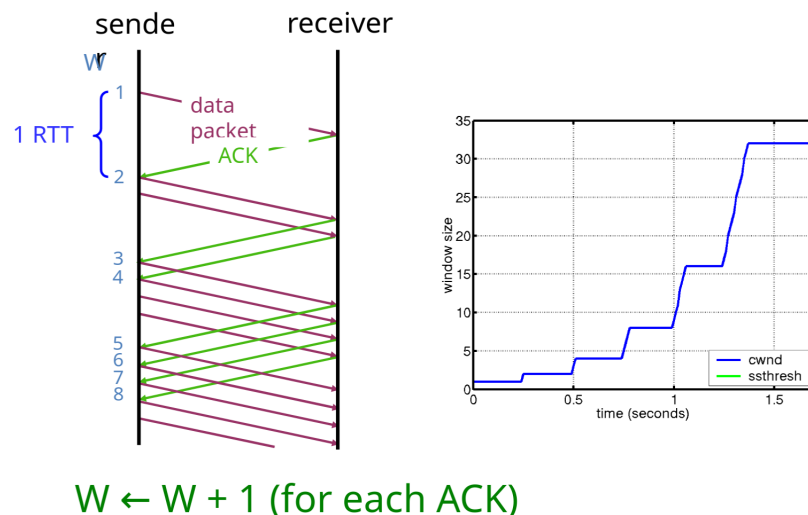 sende
r
receiver
W
1
data
packet
1 RTT
ACK
2
3
4
5
6
7
8
35
30
25
20
15
10
5
0
window size
0
0.5
1
1.5
time (seconds)
cwnd
ssthresh
W ← W + 1 (for each ACK)